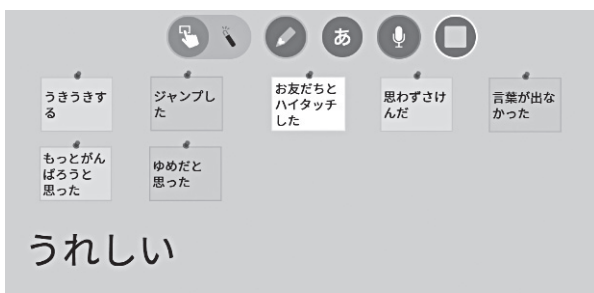 あ
うきうきす
る
ジャンプし
た
お友だちと
ハイタッチ
した
思わずさけ
んだ
言葉が出な
かった
もっとがん
ばろうと
思った
ゆめだと
思った
うれしい